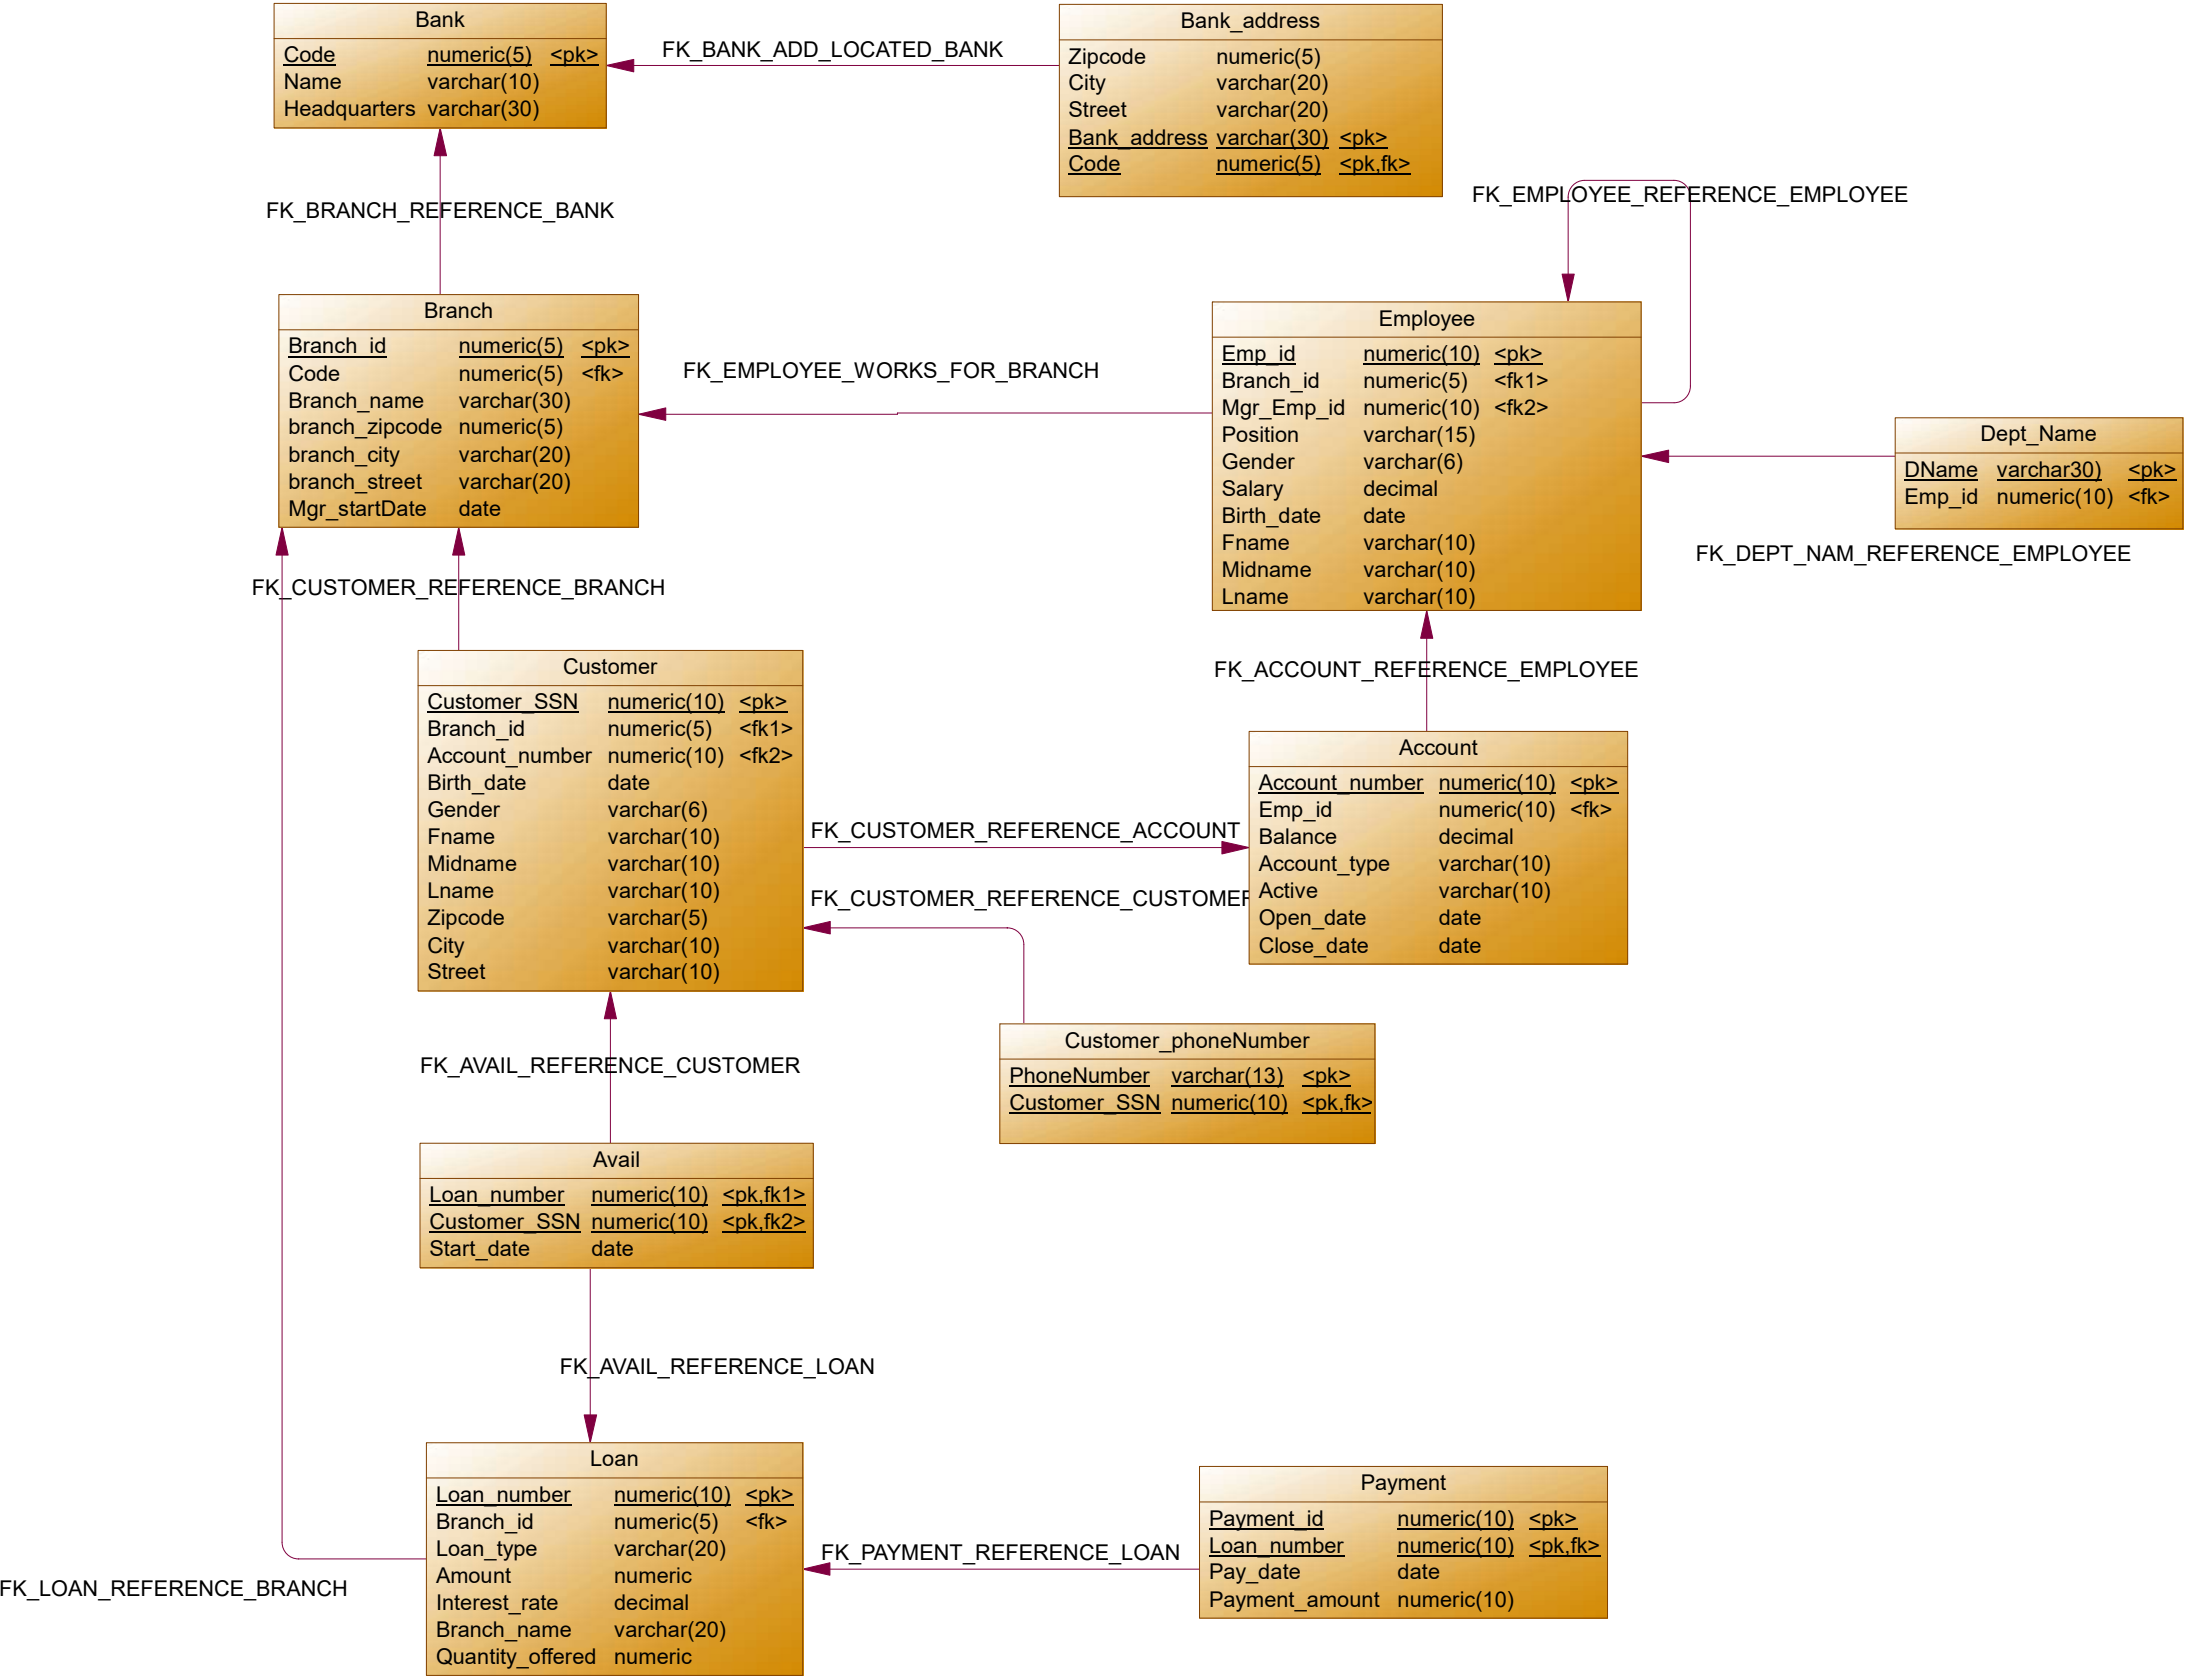 Bank
Code numeric(5) <pk>
Name varchar(10)
Headquarters varchar(30)
FK_BANK_ADD_LOCATED_BANK
Bank_address
Zipcode numeric(5)
City varchar(20)
Street varchar(20)
Bank_address varchar(30) <pk>
Code numeric(5) <pk,fk>
FK_BRANCH_REFERENCE_BANK
FK_EMPLOYEE_REFERENCE_EMPLOYEE
Branch
Branch_id numeric(5) <pk>
Code numeric(5) <fk>
Branch_name varchar(30)
branch_zipcode numeric(5)
branch_city varchar(20)
branch_street varchar(20)
Mgr_startDate date
FK_EMPLOYEE_WORKS_FOR_BRANCH
Employee
Emp_id numeric(10) <pk>
Branch_id numeric(5) <fk1>
Mgr_Emp_id numeric(10) <fk2>
Position varchar(15)
Gender varchar(6)
Salary decimal
Birth_date date
Fname varchar(10)
Midname varchar(10)
Lname varchar(10)
Dept_Name
DName varchar30) <pk>
Emp_id numeric(10) <fk>
FK_DEPT_NAM_REFERENCE_EMPLOYEE
FK_CUSTOMER_REFERENCE_BRANCH
FK_ACCOUNT_REFERENCE_EMPLOYEE
Customer
Customer_SSN numeric(10) <pk>
Branch_id numeric(5) <fk1>
Account_number numeric(10) <fk2>
Birth_date date
Gender varchar(6)
Fname varchar(10)
Midname varchar(10)
Lname varchar(10)
Zipcode varchar(5)
City varchar(10)
Street varchar(10)
FK_CUSTOMER_REFERENCE_ACCOUNT
FK_CUSTOMER_REFERENCE_CUSTOMER
Account
Account_number numeric(10) <pk>
Emp_id numeric(10) <fk>
Balance decimal
Account_type varchar(10)
Active varchar(10)
Open_date date
Close_date date
Customer_phoneNumber
PhoneNumber varchar(13) <pk>
Customer_SSN numeric(10) <pk,fk>
FK_AVAIL_REFERENCE_CUSTOMER
Avail
Loan_number numeric(10) <pk,fk1>
Customer_SSN numeric(10) <pk,fk2>
Start_date date
FK_AVAIL_REFERENCE_LOAN
Loan
Loan_number numeric(10) <pk>
Branch_id numeric(5) <fk>
Loan_type varchar(20)
Amount numeric
Interest_rate decimal
Branch_name varchar(20)
Quantity_offered numeric
FK_LOAN_REFERENCE_BRANCH
FK_PAYMENT_REFERENCE_LOAN
Payment
Payment_id numeric(10) <pk>
Loan_number numeric(10) <pk,fk>
Pay_date date
Payment_amount numeric(10)